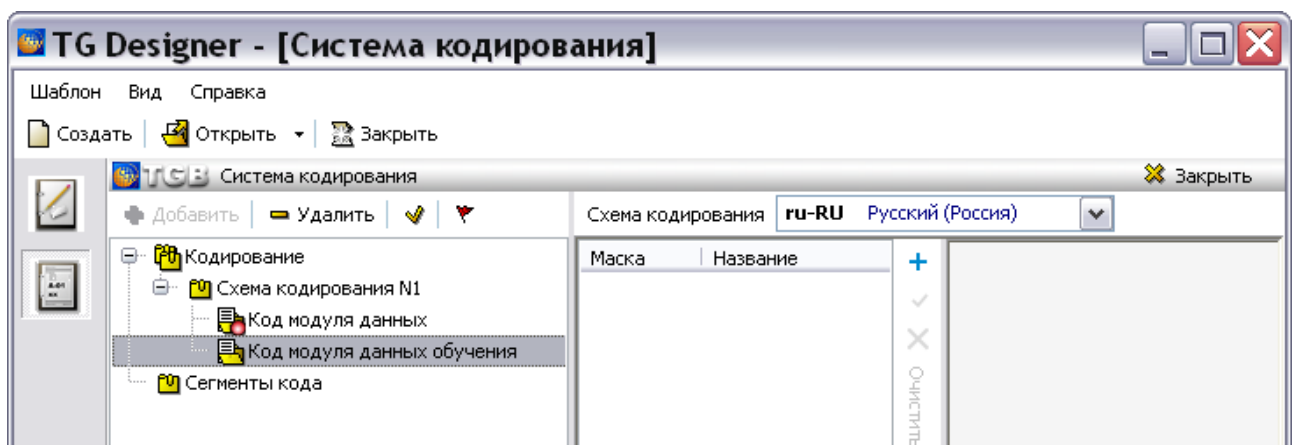 TG Designer - [Система кодирования]
Шаблон Вид Справка
Создать Открыть Закрыть
TGB Система кодирования Закрыть
Добавить Удалить Схема кодирования ru-RU Русский (Россия)
Кодирование Маска Название
Схема кодирования N1
Код модуля данных
Код модуля данных обучения
Сегменты кода
Очистить